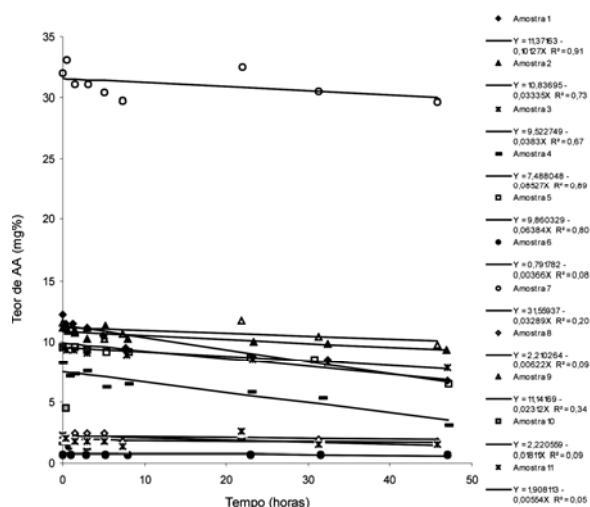 35
30
25
20
15
10
5
0
0
10
20
30
40
50
Teor de AA (mg%)
Tempo (horas)
Amostra 1
Y = 11,37163 -
0,10127X R² = 0,91
Amostra 2
Y = 10,83695 -
0,03335X R² = 0,73
Amostra 3
Y = 9,522749 -
0,0383X R² = 0,67
Amostra 4
Y = 7,488048 -
0,08527X R² = 0,89
Amostra 5
Y = 9,860329 -
0,06384X R² = 0,80
Amostra 6
Y = 0,791782 -
0,00366X R² = 0,08
Amostra 7
Y = 31,55937 -
0,03289X R² = 0,20
Amostra 8
Y = 2,210264 -
0,00622X R² = 0,09
Amostra 9
Y = 11,14169 -
0,02312X R² = 0,34
Amostra 10
Y = 2,220559 -
0,01811X R² = 0,09
Amostra 11
Y = 1,908113 -
0,00554X R² = 0,05